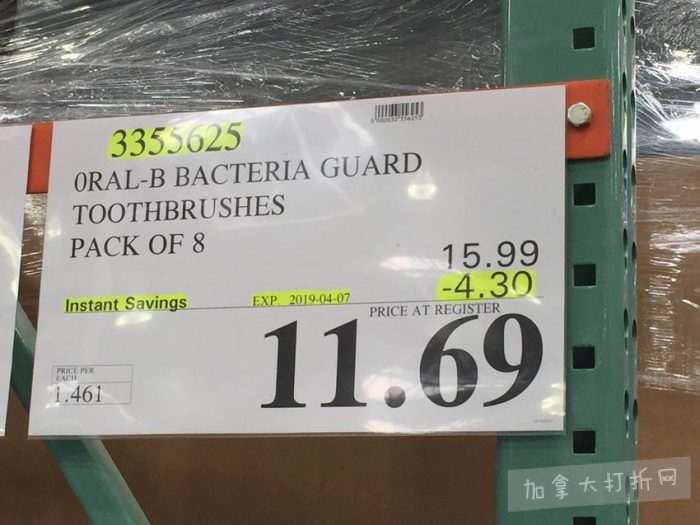 3355625
0RAL-B BACTERIA GUARD
TOOTHBRUSHES
PACK OF 8
15.99
Instant Savings EXP. 2019-04-07 -4.30
PRICE AT REGISTER
11.69
PRICE PER
EACH
1.461
加拿大打折网